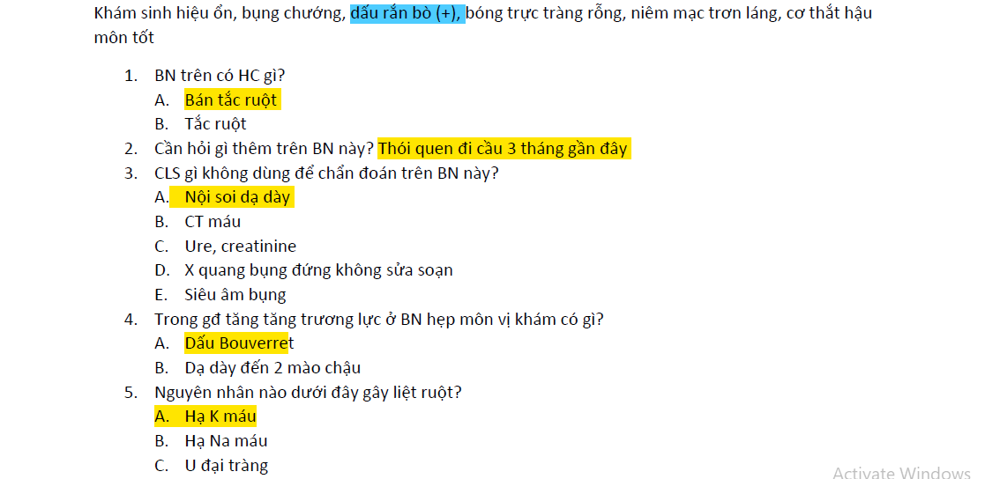 Khám sinh hiệu ổn, bụng chướng, dấu rắn bò (+), bóng trực tràng rỗng, niêm mạc trơn láng, cơ thắt hậu
môn tốt
1. BN trên có HC gì?
A. Bán tắc ruột
B. Tắc ruột
2. Cần hỏi gì thêm trên BN này? Thói quen đi cầu 3 tháng gần đây
3. CLS gì không dùng để chẩn đoán trên BN này?
A. Nội soi dạ dày
B. CT máu
C. Ure, creatinine
D. X quang bụng đứng không sửa soạn
E. Siêu âm bụng
4. Trong gđ tăng tăng trương lực ở BN hẹp môn vị khám có gì?
A. Dấu Bouverret
B. Dạ dày đến 2 mào chậu
5. Nguyên nhân nào dưới đây gây liệt ruột?
A. Hạ K máu
B. Hạ Na máu
C. U đại tràng
Activate Windows